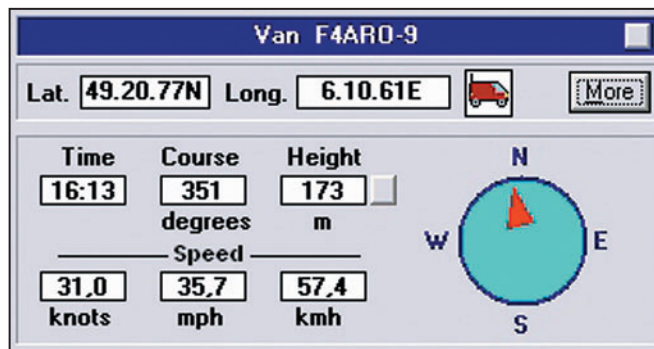 Van F4ARO-9
Lat. 49.20.77N Long. 6.10.61E More
Time Course Height
16:13 351 173
degrees m
Speed
31,0 35,7 57,4
knots mph kmh
N
W E
S